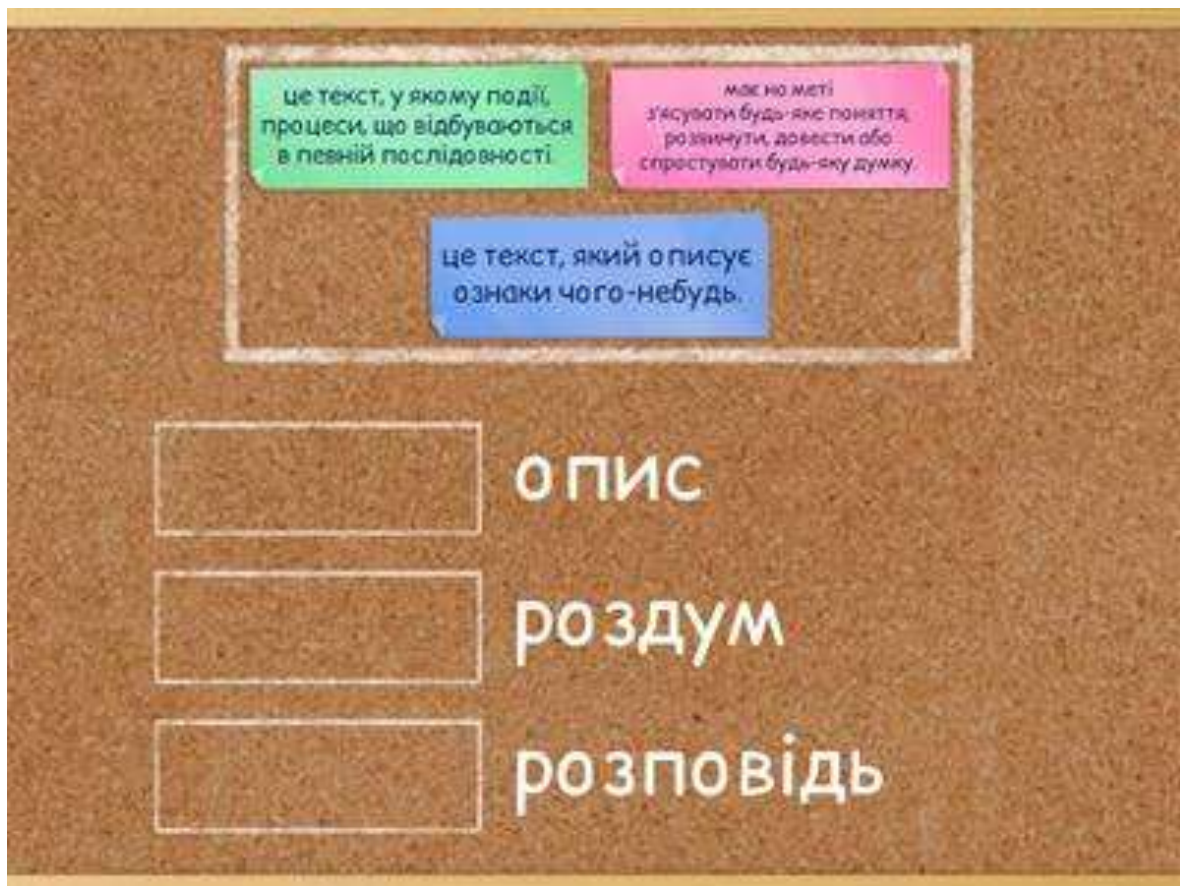 це текст, у якому події,
процеси, що відбуваються
в певній послідовності
має на меті
з'ясувати будь-яке поняття,
розвинути, довести або
спростувати будь-яку думку.
це текст, який описує
ознаки чого-небудь.
опис
роздум
розповідь